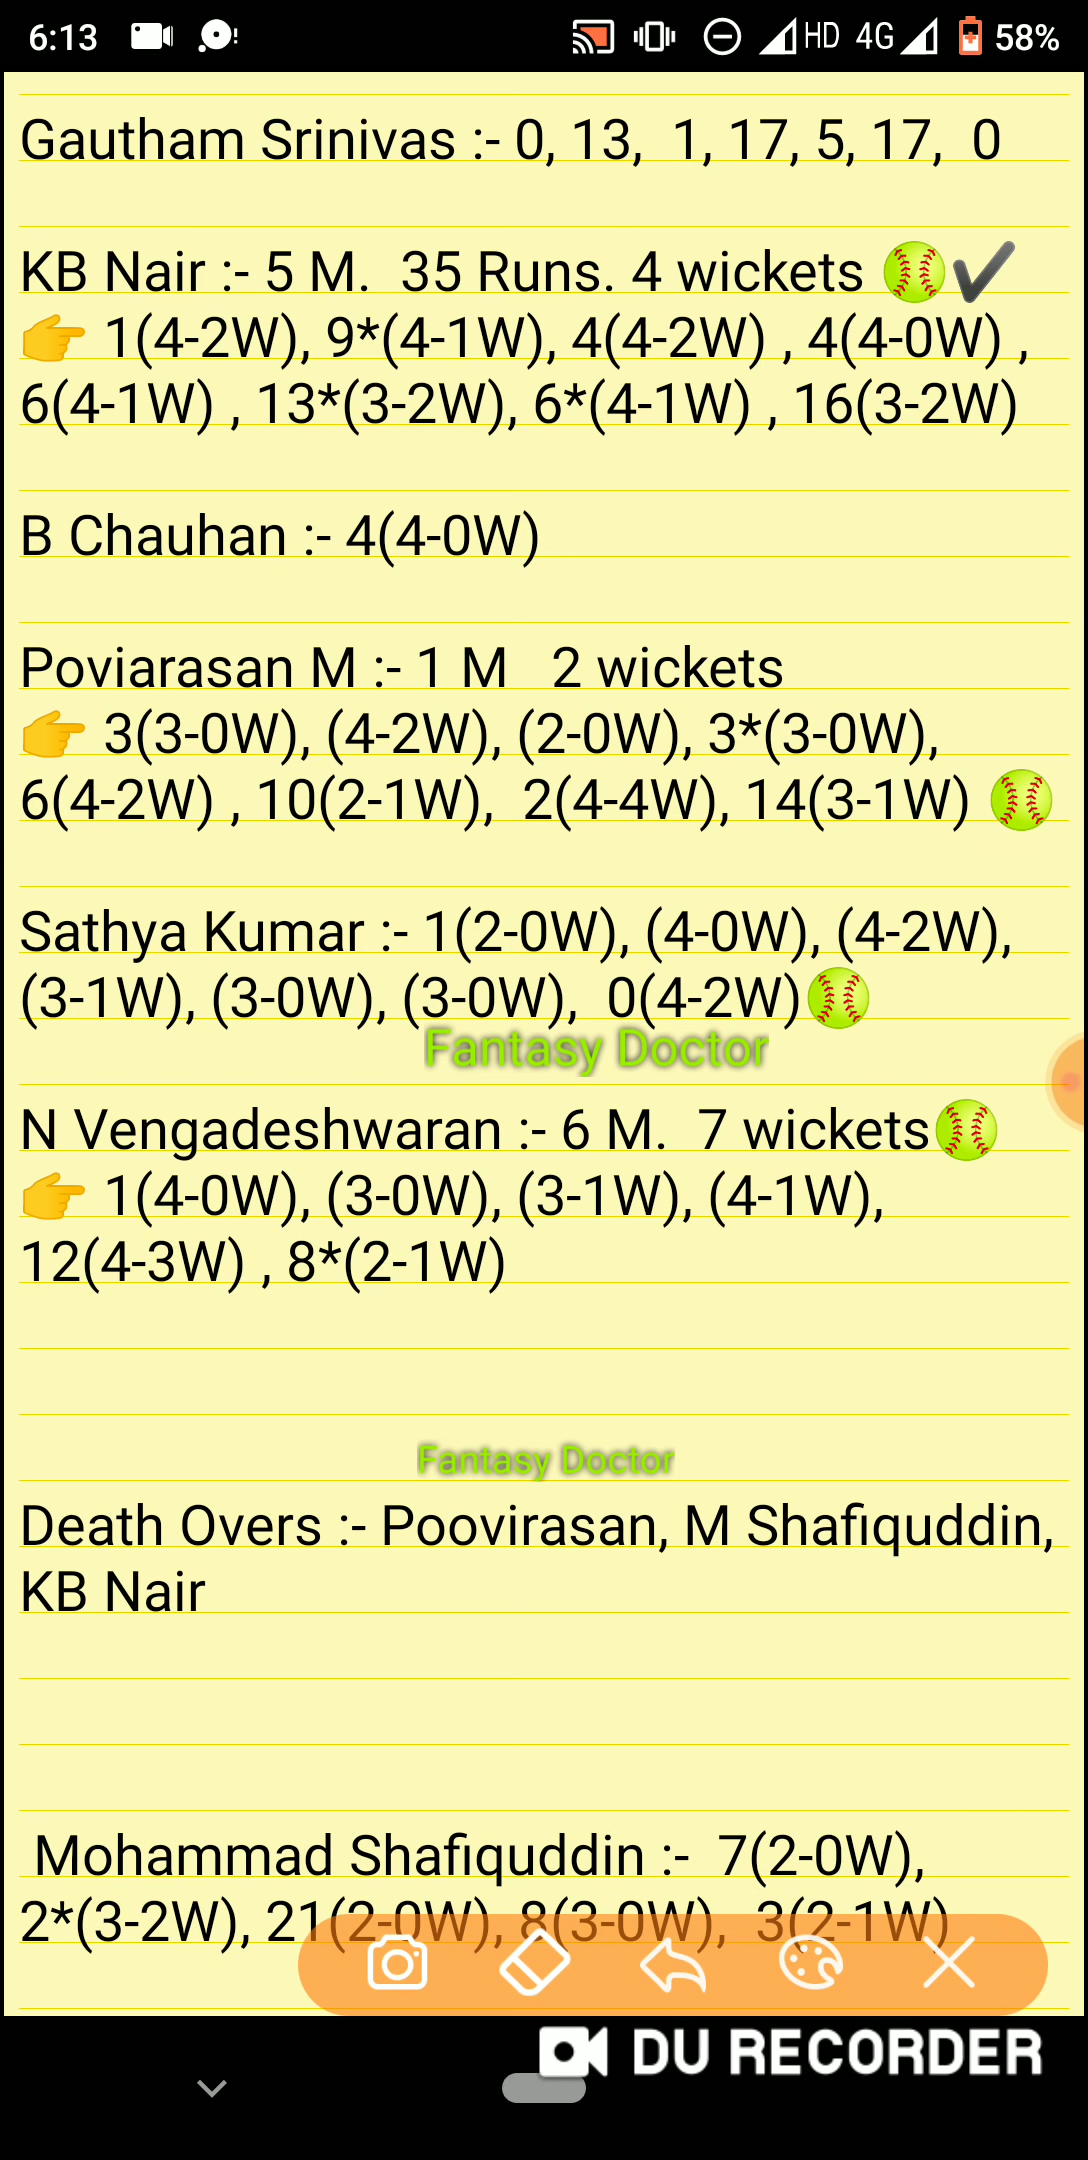 6:13 HD 4G 58%
Gautham Srinivas :- 0, 13,  1, 17, 5, 17,  0
KB Nair :- 5 M.  35 Runs. 4 wickets 🥎✔️
👉 1(4-2W), 9*(4-1W), 4(4-2W) , 4(4-0W) ,
6(4-1W) , 13*(3-2W), 6*(4-1W) , 16(3-2W)
B Chauhan :- 4(4-0W)
Poviarasan M :- 1 M   2 wickets
👉 3(3-0W), (4-2W), (2-0W), 3*(3-0W),
6(4-2W) , 10(2-1W),  2(4-4W), 14(3-1W) 🥎
Sathya Kumar :- 1(2-0W), (4-0W), (4-2W),
(3-1W), (3-0W), (3-0W),  0(4-2W)🥎
Fantasy Doctor
N Vengadeshwaran :- 6 M.  7 wickets🥎
👉 1(4-0W), (3-0W), (3-1W), (4-1W),
12(4-3W) , 8*(2-1W)
Fantasy Doctor
Death Overs :- Poovirasan, M Shafiquddin,
KB Nair
Mohammad Shafiquddin :-  7(2-0W),
2*(3-2W), 21(2-0W), 8(3-0W),  3(2-1W)
DU RECORDER